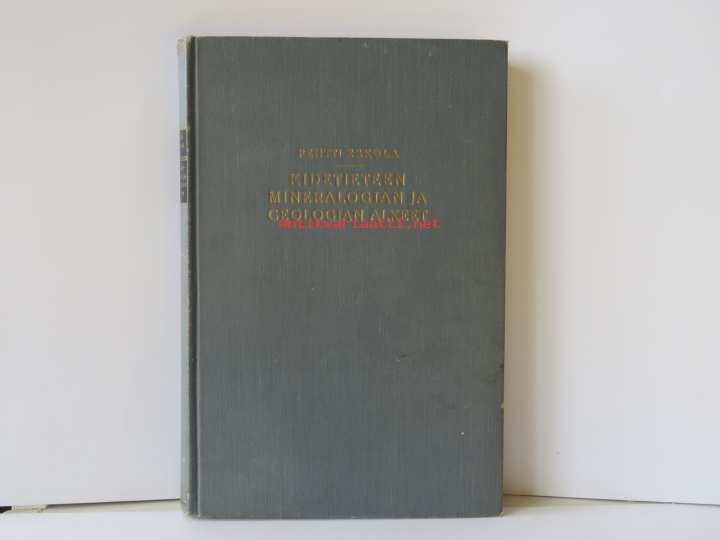 PENTTI ESKOLA
KIDETIETEEN
MINERALOGIAN JA
GEOLOGIAN ALKEET
antikvariaatti.net